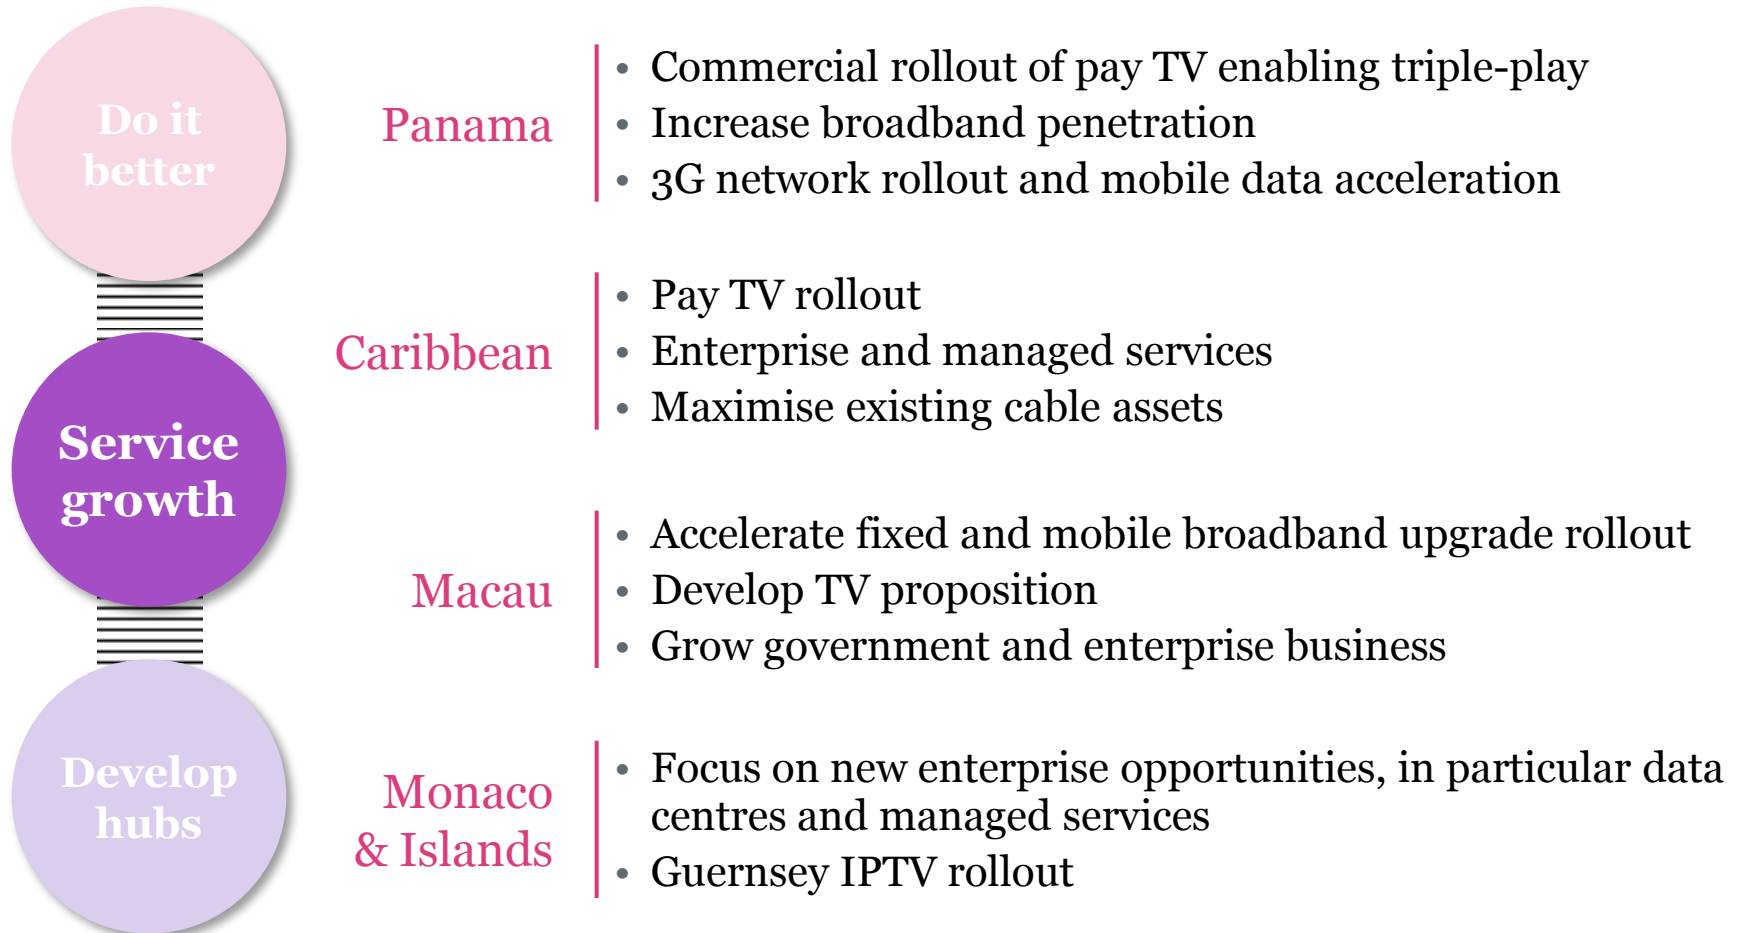 Do it
better
Service
growth
Develop
hubs
Panama
• Commercial rollout of pay TV enabling triple-play
• Increase broadband penetration
• 3G network rollout and mobile data acceleration
Caribbean
• Pay TV rollout
• Enterprise and managed services
• Maximise existing cable assets
Macau
• Accelerate fixed and mobile broadband upgrade rollout
• Develop TV proposition
• Grow government and enterprise business
Monaco
& Islands
• Focus on new enterprise opportunities, in particular data
centres and managed services
• Guernsey IPTV rollout